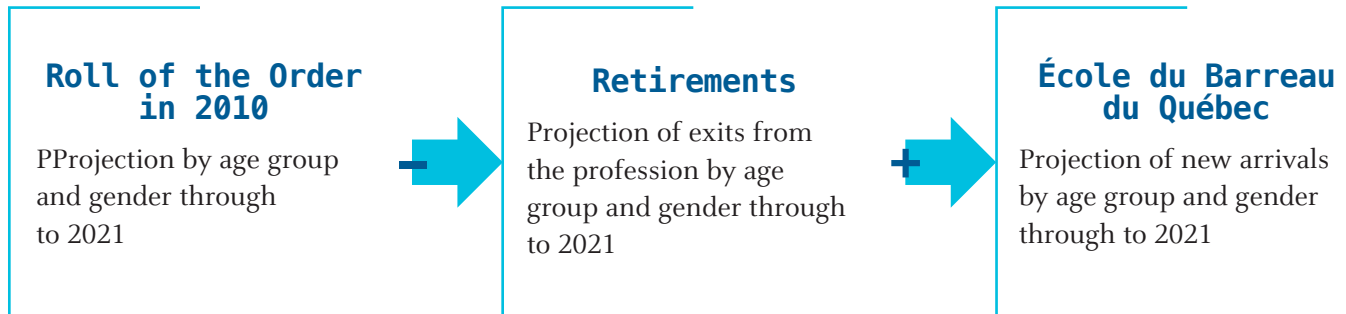 Roll of the Order
in 2010
PProjection by age group
and gender through
to 2021
–
Retirements
Projection of exits from
the profession by age
group and gender through
to 2021
+
École du Barreau
du Québec
Projection of new arrivals
by age group and gender
through to 2021